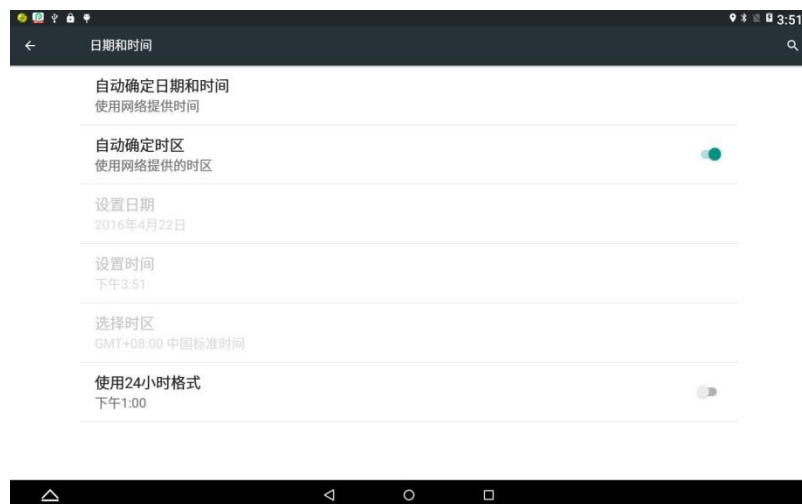 3:51
日期和时间
自动确定日期和时间
使用网络提供时间
自动确定时区
使用网络提供的时区
设置日期
2016年4月22日
设置时间
下午3:51
选择时区
GMT+08:00 中国标准时间
使用24小时格式
下午1:00